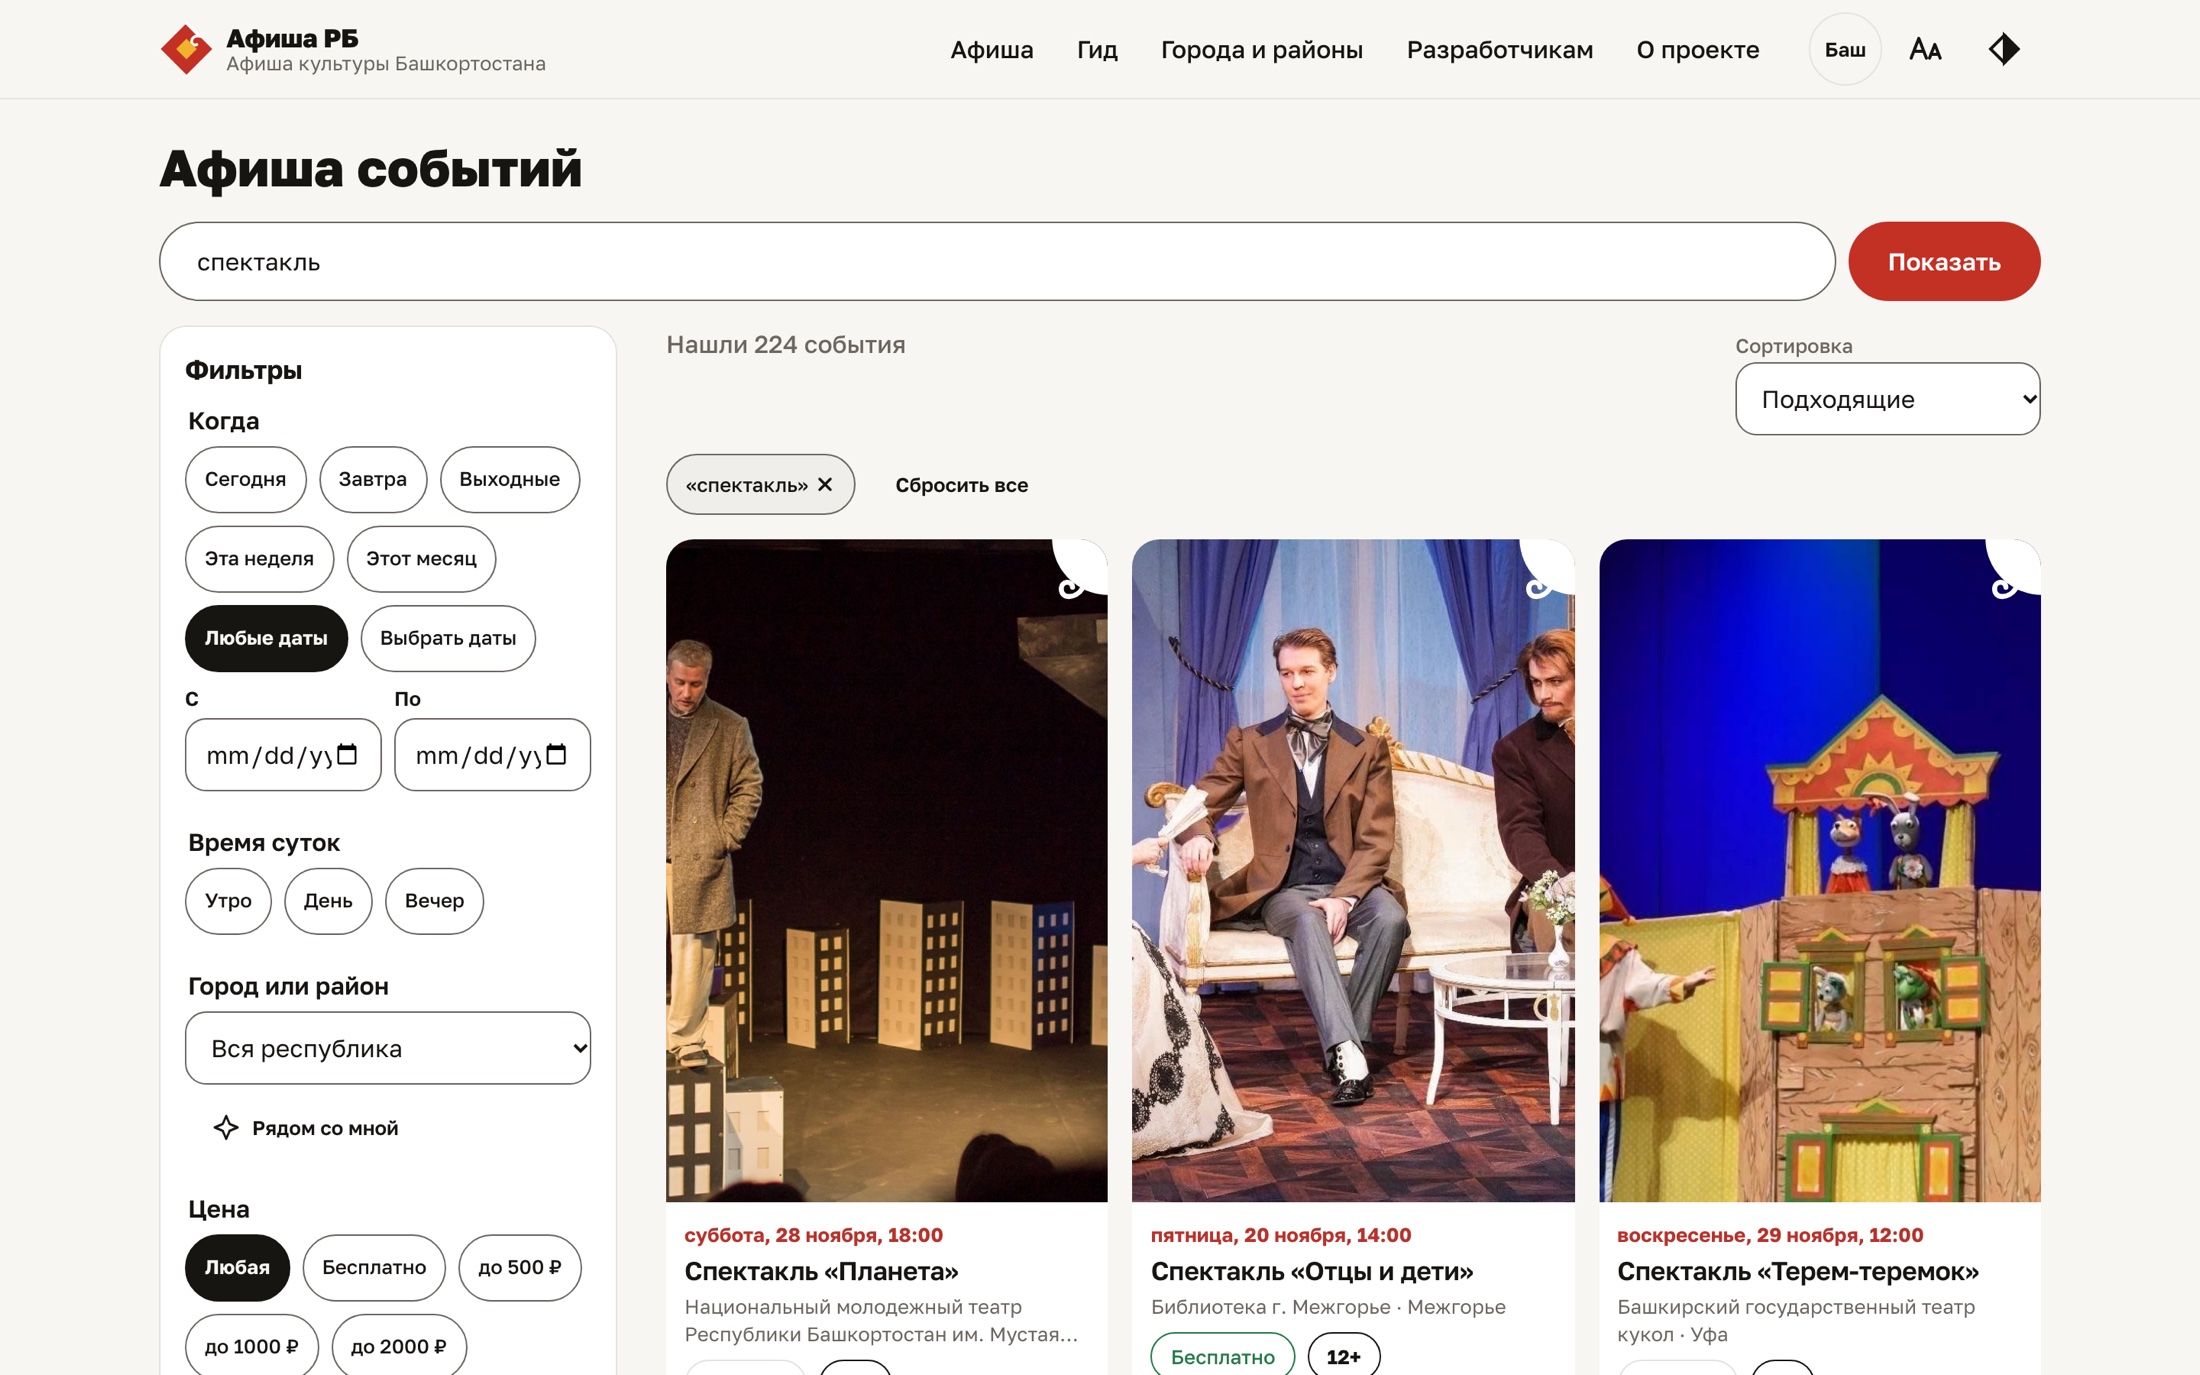 Афиша РБ
Афиша культуры Башкортостана
Афиша
Гид
Города и районы
Разработчикам
О проекте
Баш
АА
Афиша событий
спектакль
Показать
Фильтры
Когда
Сегодня
Завтра
Выходные
Эта неделя
Этот месяц
Любые даты
Выбрать даты
С
По
mm/dd/yy
mm/dd/yy
Время суток
Утро
День
Вечер
Город или район
Вся республика
Рядом со мной
Цена
Любая
Бесплатно
до 500 ₽
до 1000 ₽
до 2000 ₽
Нашли 224 события
Сортировка
Подходящие
«спектакль»
Сбросить все
суббота, 28 ноября, 18:00
Спектакль «Планета»
Национальный молодежный театр
Республики Башкортостан им. Мустая…
пятница, 20 ноября, 14:00
Спектакль «Отцы и дети»
Библиотека г. Межгорье · Межгорье
Бесплатно
12+
воскресенье, 29 ноября, 12:00
Спектакль «Терем-теремок»
Башкирский государственный театр
кукол · Уфа